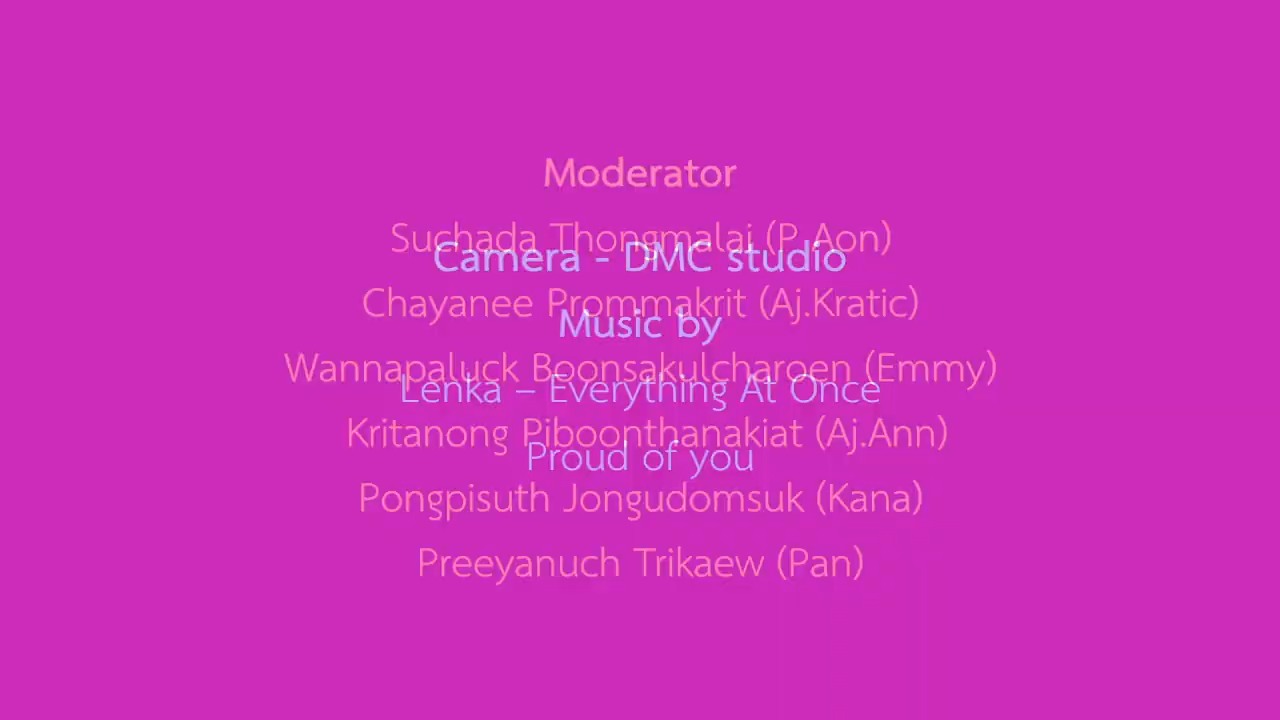 Moderator
Suchada Thongmalai (P.Aon)
Camera - DMC studio
Chayanee Prommakrit (Aj.Kratic)
Music by
Wannapaluck Boonsakulcharoen (Emmy)
Lenka – Everything At Once
Kritanong Piboonthanakiat (Aj.Ann)
Proud of you
Pongpisuth Jongudomsuk (Kana)
Preeyanuch Trikaew (Pan)